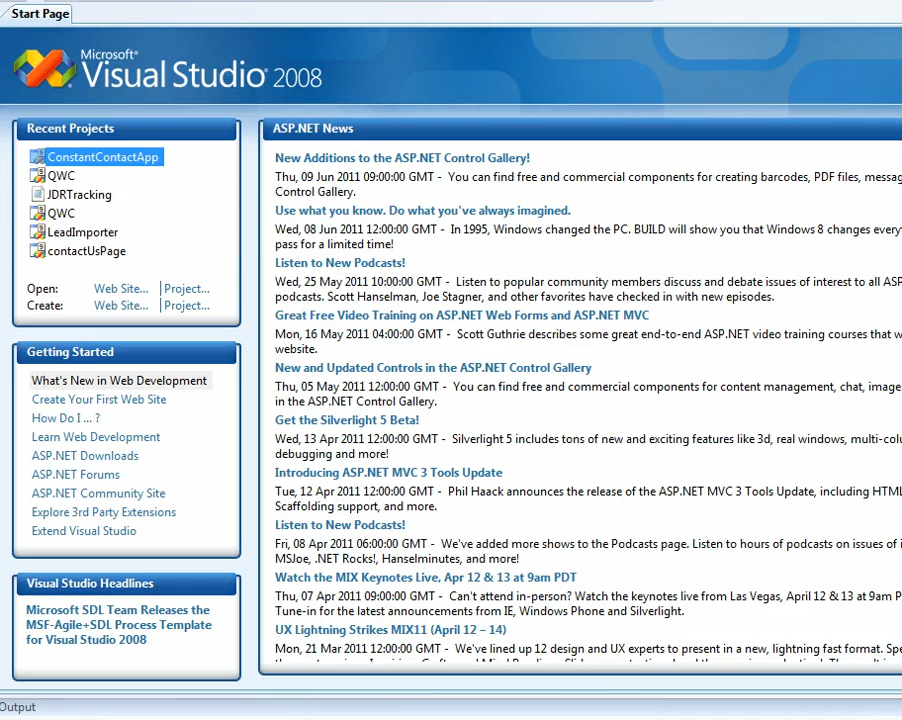 Start Page
Microsoft®
Visual Studio® 2008
Recent Projects
ConstantContactApp
QWC
JDRTracking
QWC
LeadImporter
contactUsPage
Open: Web Site... Project...
Create: Web Site... Project...
Getting Started
What's New in Web Development
Create Your First Web Site
How Do I ... ?
Learn Web Development
ASP.NET Downloads
ASP.NET Forums
ASP.NET Community Site
Explore 3rd Party Extensions
Extend Visual Studio
Visual Studio Headlines
Microsoft SDL Team Releases the
MSF-Agile+SDL Process Template
for Visual Studio 2008
ASP.NET News
New Additions to the ASP.NET Control Gallery!
Thu, 09 Jun 2011 09:00:00 GMT - You can find free and commercial components for creating barcodes, PDF files, messa
Control Gallery.
Use what you know. Do what you've always imagined.
Wed, 08 Jun 2011 12:00:00 GMT - In 1995, Windows changed the PC. BUILD will show you that Windows 8 changes every
pass for a limited time!
Listen to New Podcasts!
Wed, 25 May 2011 10:00:00 GMT - Listen to popular community members discuss and debate issues of interest to all ASP
podcasts. Scott Hanselman, Joe Stagner, and other favorites have checked in with new episodes.
Great Free Video Training on ASP.NET Web Forms and ASP.NET MVC
Mon, 16 May 2011 04:00:00 GMT - Scott Guthrie describes some great end-to-end ASP.NET video training courses that w
website.
New and Updated Controls in the ASP.NET Control Gallery
Thu, 05 May 2011 12:00:00 GMT - You can find free and commercial components for content management, chat, image
in the ASP.NET Control Gallery.
Get the Silverlight 5 Beta!
Wed, 13 Apr 2011 12:00:00 GMT - Silverlight 5 includes tons of new and exciting features like 3d, real windows, multi-colu
debugging and more!
Introducing ASP.NET MVC 3 Tools Update
Tue, 12 Apr 2011 12:00:00 GMT - Phil Haack announces the release of the ASP.NET MVC 3 Tools Update, including HTML
Scaffolding support, and more.
Listen to New Podcasts!
Fri, 08 Apr 2011 06:00:00 GMT - We've added more shows to the Podcasts page. Listen to hours of podcasts on issues of i
MSJoe, .NET Rocks!, Hanselminutes, and more!
Watch the MIX Keynotes Live, Apr 12 & 13 at 9am PDT
Thu, 07 Apr 2011 09:00:00 GMT - Can't attend in-person? Watch the keynotes live from Las Vegas, April 12 & 13 at 9am P
Tune-in for the latest announcements from IE, Windows Phone and Silverlight.
UX Lightning Strikes MIX11 (April 12 – 14)
Mon, 21 Mar 2011 12:00:00 GMT - We've lined up 12 design and UX experts to present in a new, lightning fast format. Spe
Output